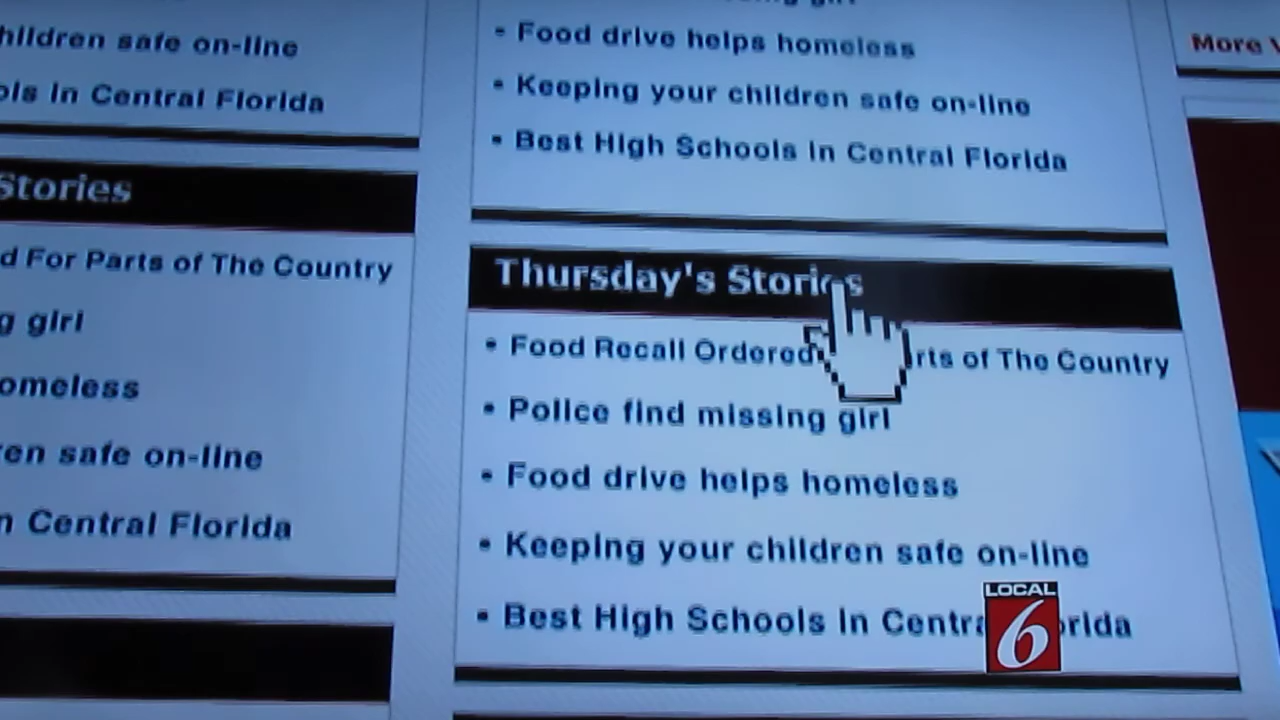 hildren safe on-line
ols In Central Florida
Stories
d For Parts of The Country
g girl
omeless
ren safe on-line
n Central Florida
• Food drive helps homeless
• Keeping your children safe on-line
• Best High Schools In Central Florida
Thursday's Stories
• Food Recall Ordered rts of The Country
• Police find missing girl
• Food drive helps homeless
• Keeping your children safe on-line
• Best High Schools In Centra orida
More
LOCAL
6